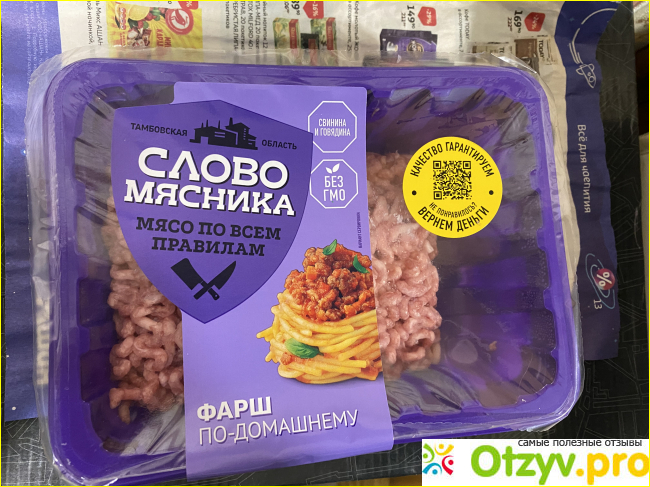 ТАМБОВСКАЯ ОБЛАСТЬ
СЛОВО
МЯСНИКА
МЯСО ПО ВСЕМ
ПРАВИЛАМ
СВИНИНА
И ГОВЯДИНА
БЕЗ
ГМО
КАЧЕСТВО ГАРАНТИРУЕМ
НЕ ПОНРАВИЛОСЬ?
ВЕРНЕМ ДЕНЬГИ
ФАРШ
ПО-ДОМАШНЕМУ
Всё для чаепития
%
13
самые полезные отзывы
Otzyv.pro